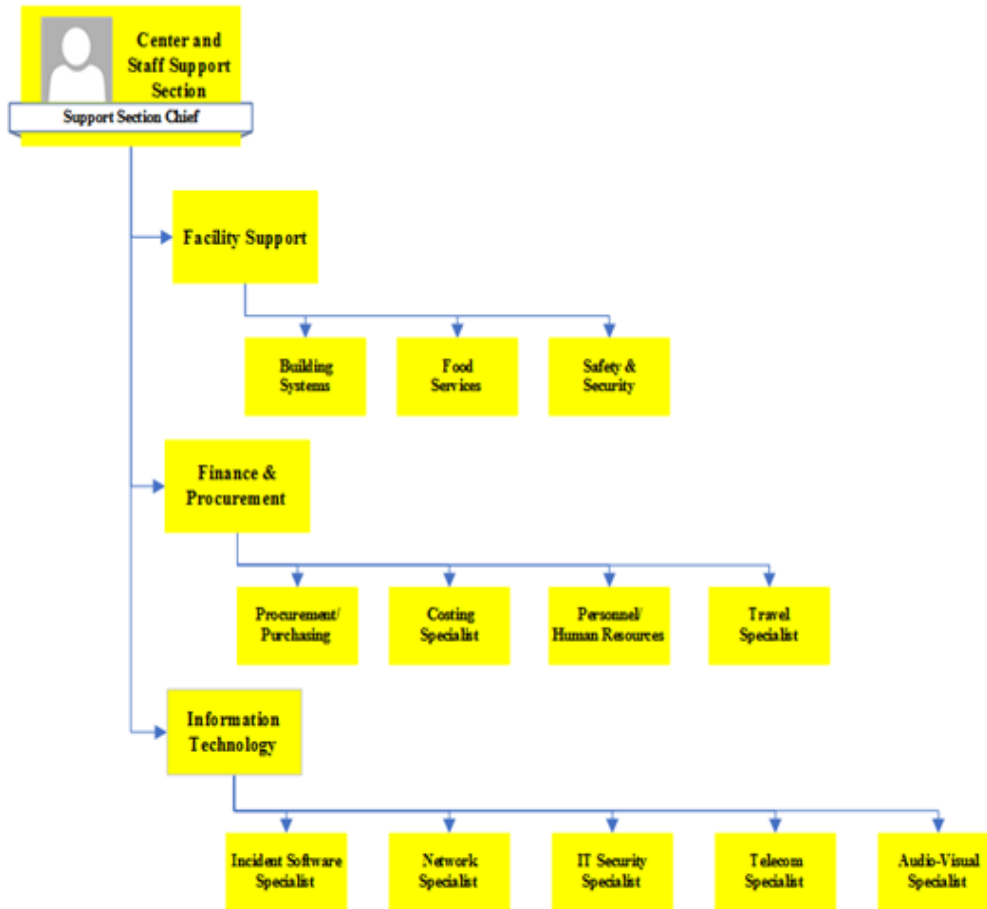 Center and
Staff Support
Section
Support Section Chief
Facility Support
Building
Systems
Food
Services
Safety &
Security
Finance &
Procurement
Procurement/
Purchasing
Costing
Specialist
Personnel/
Human Resources
Travel
Specialist
Information
Technology
Incident Software
Specialist
Network
Specialist
IT Security
Specialist
Telecom
Specialist
Audio-Visual
Specialist